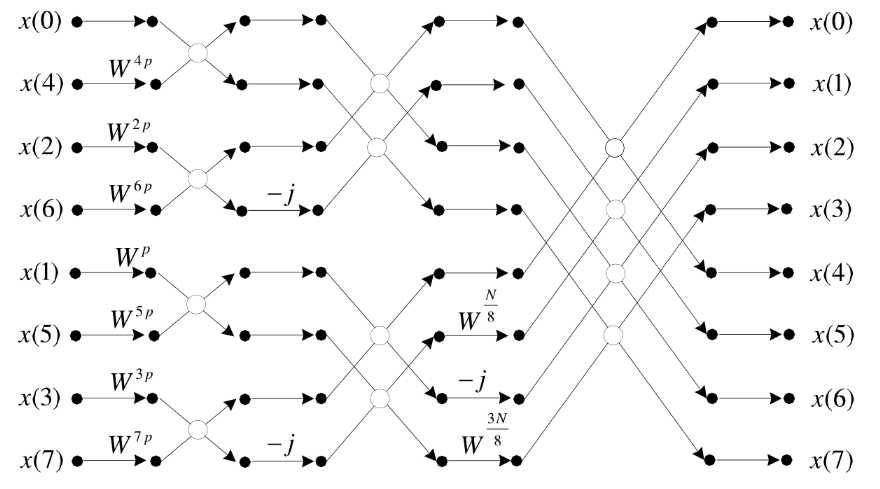 x(0) x(0)
x(4) W^{4p} x(1)
x(2) W^{2p} x(2)
x(6) W^{6p} −j x(3)
x(1) W^{p} x(4)
x(5) W^{5p} W^{\frac{N}{8}} x(5)
x(3) W^{3p} −j x(6)
x(7) W^{7p} −j W^{\frac{3N}{8}} x(7)